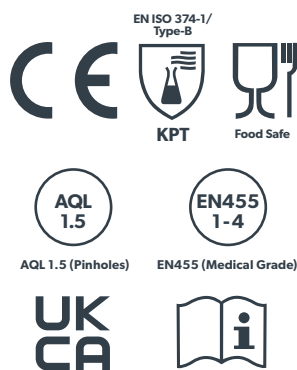 EN ISO 374-1/
Type-B
CE
KPT
Food Safe
AQL
1.5
EN455
1-4
AQL 1.5 (Pinholes)
EN455 (Medical Grade)
UK
CA
i